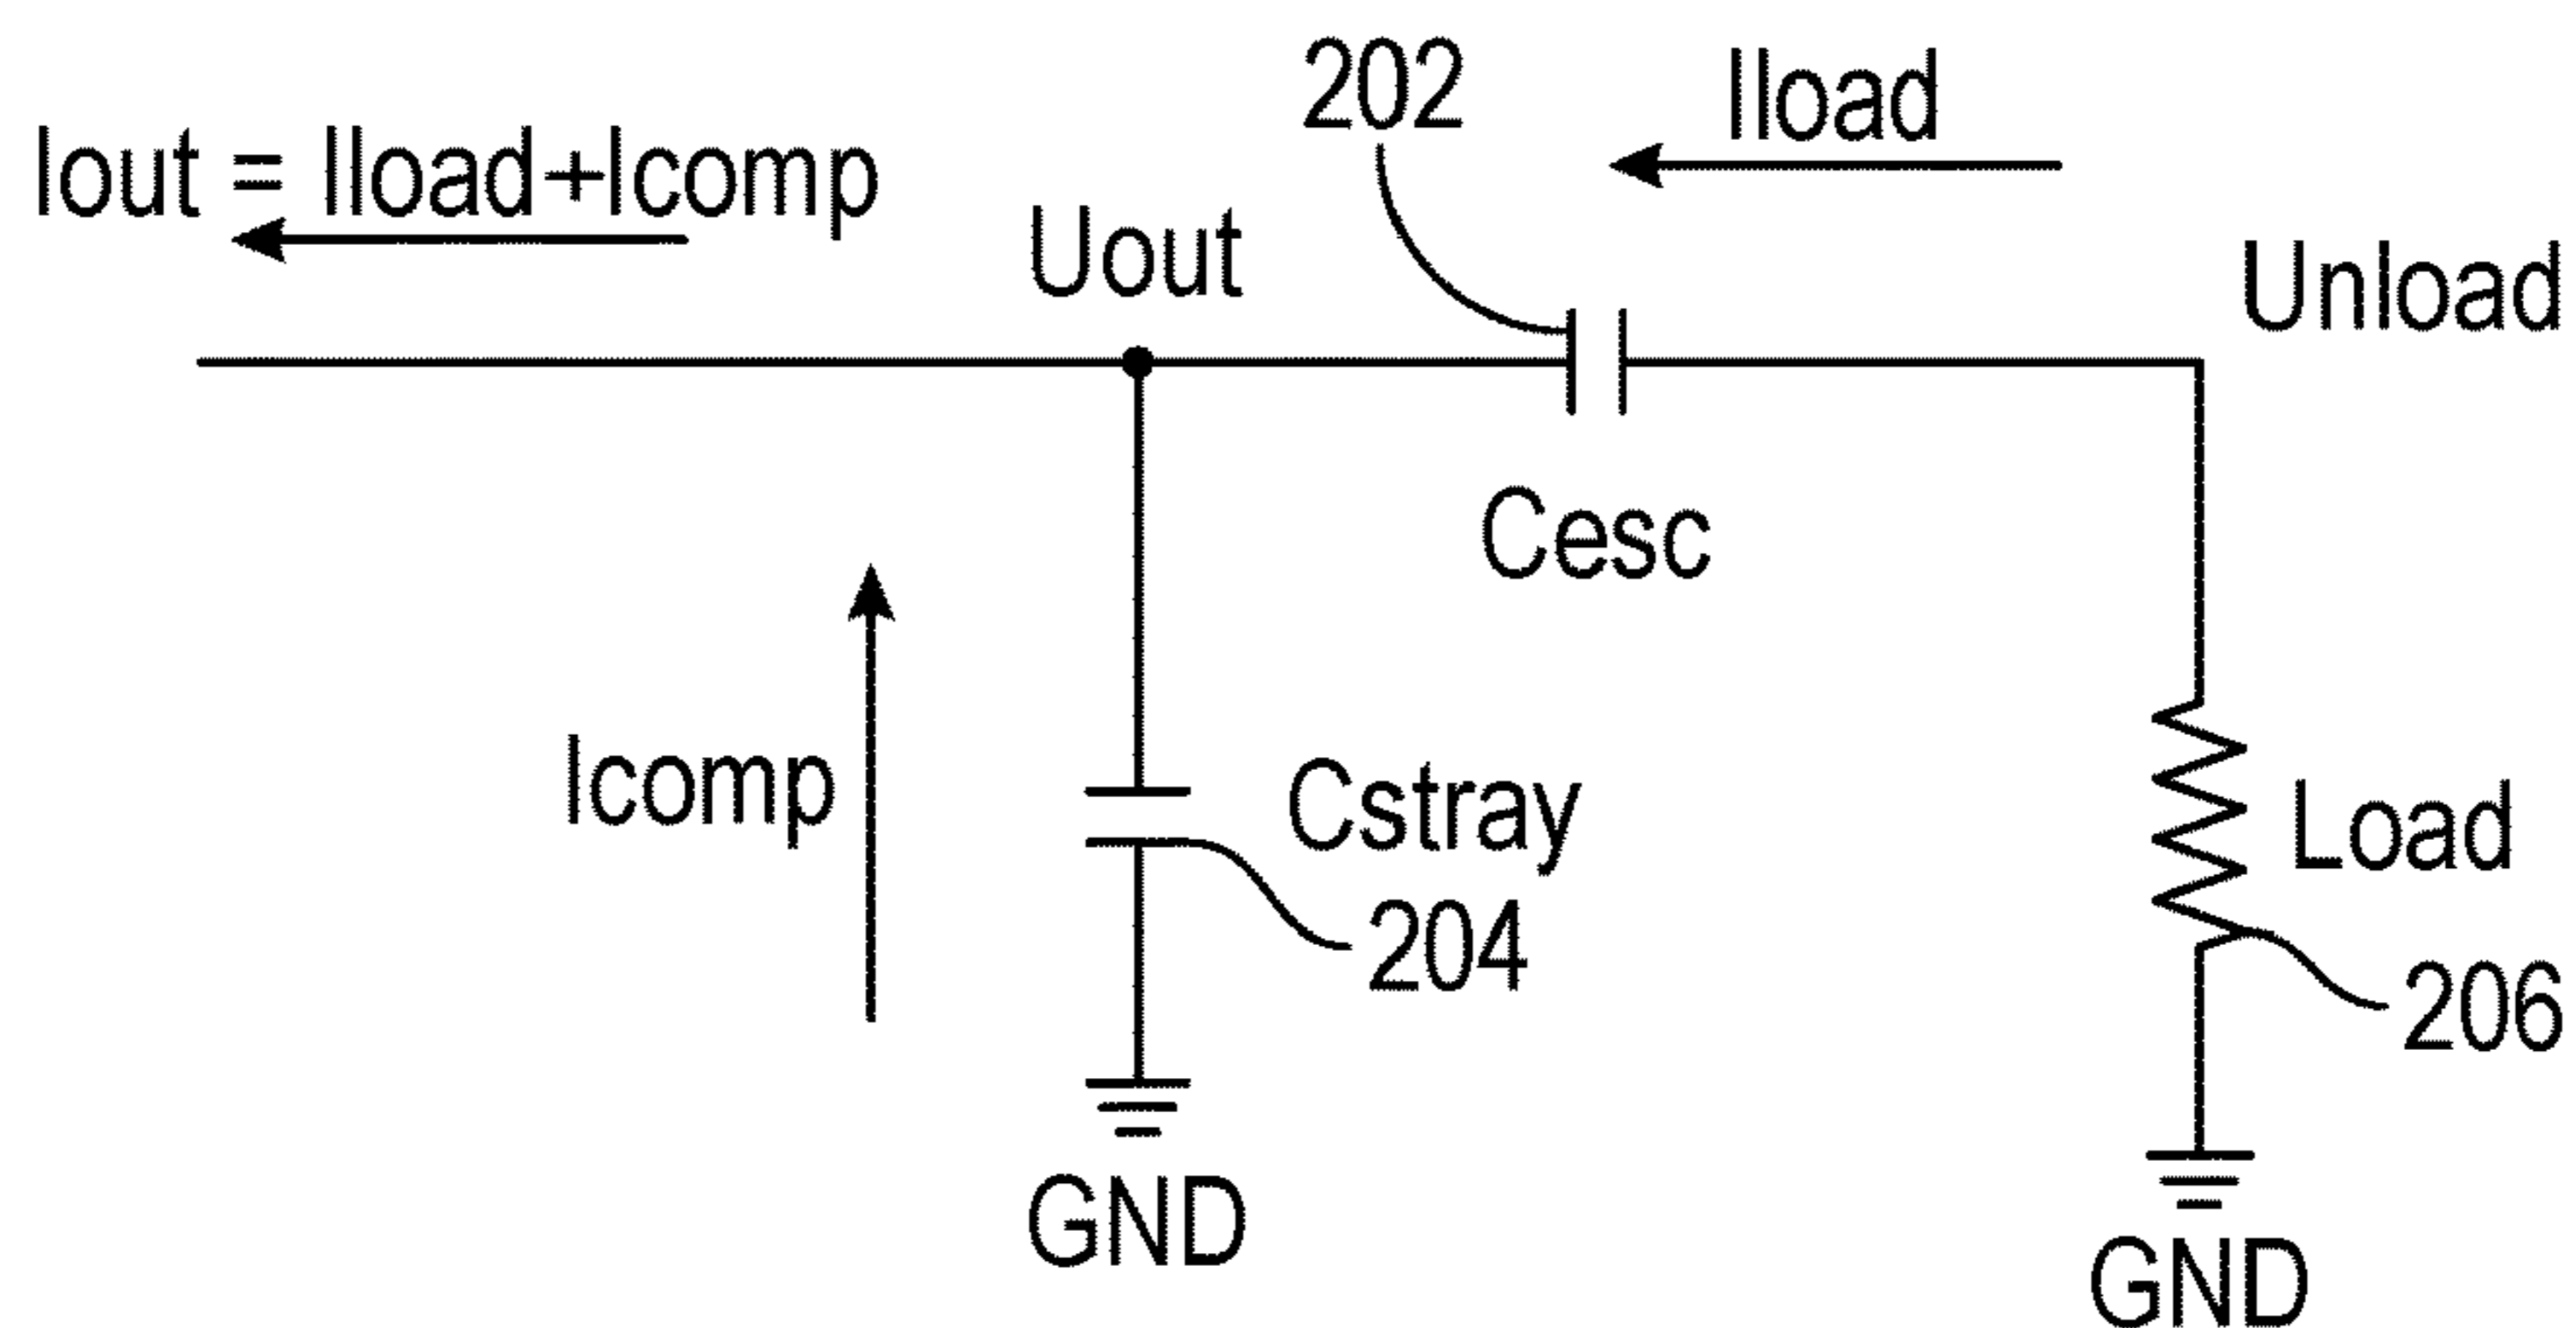 202
Iload
Iout = Iload+Icomp
Uout
Unload
Cesc
Icomp
Cstray
Load
204
206
GND
GND